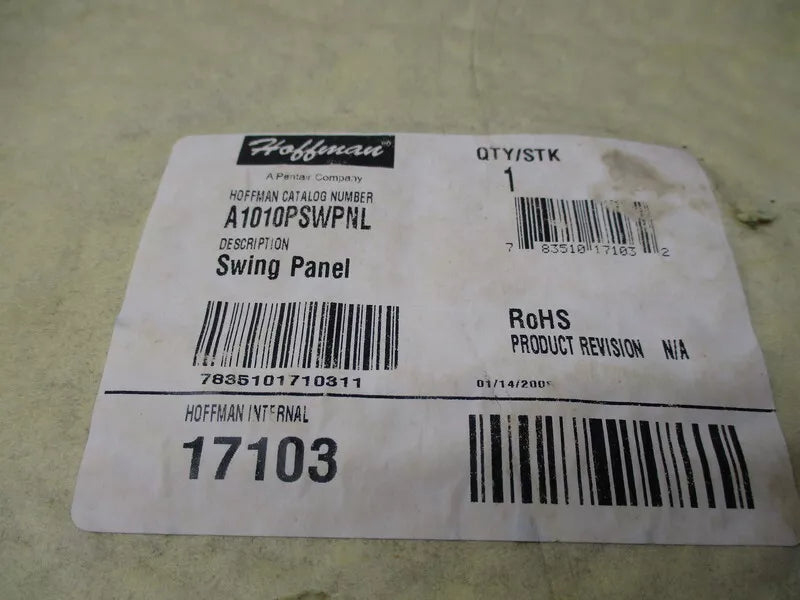 Hoffman®
A Pentair Company
HOFFMAN CATALOG NUMBER
A1010PSWPNL
DESCRIPTION
Swing Panel
7835101710311
QTY/STK
1
7 83510 17103 2
RoHS
PRODUCT REVISION N/A
HOFFMAN INTERNAL
17103